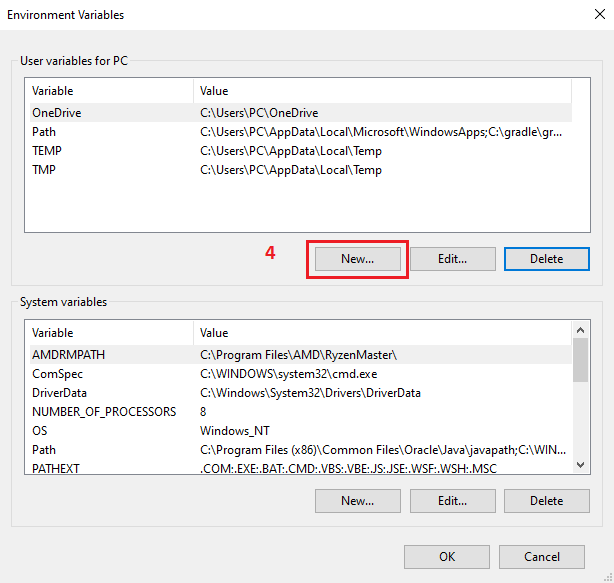 Environment Variables
User variables for PC
Variable Value
OneDrive C:\Users\PC\OneDrive
Path C:\Users\PC\AppData\Local\Microsoft\WindowsApps;C:\gradle\gr...
TEMP C:\Users\PC\AppData\Local\Temp
TMP C:\Users\PC\AppData\Local\Temp
4 New... Edit... Delete
System variables
Variable Value
AMDRMPATH C:\Program Files\AMD\RyzenMaster\
ComSpec C:\WINDOWS\system32\cmd.exe
DriverData C:\Windows\System32\Drivers\DriverData
NUMBER_OF_PROCESSORS 8
OS Windows_NT
Path C:\Program Files (x86)\Common Files\Oracle\Java\javapath;C:\WIN...
PATHEXT .COM;.EXE;.BAT;.CMD;.VBS;.VBE;.JS;.JSE;.WSF;.WSH;.MSC
New... Edit... Delete
OK Cancel